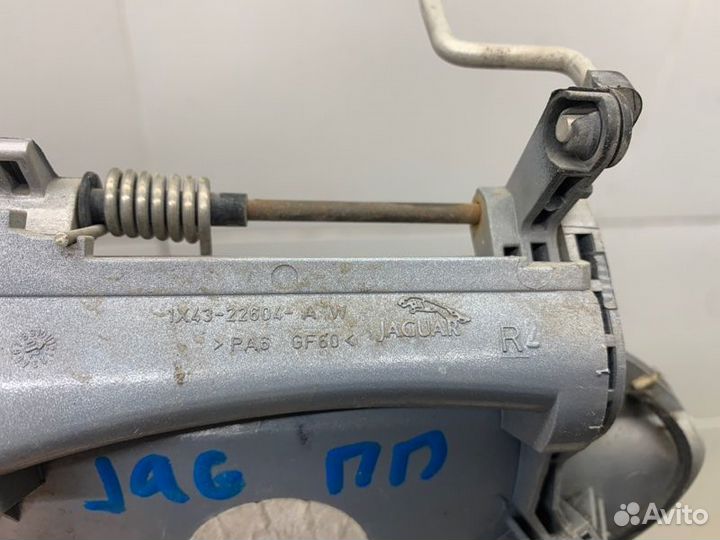 1X43-22604- A W
JAGUAR
>PA6 GF60<
R
JAG ПП
Avito